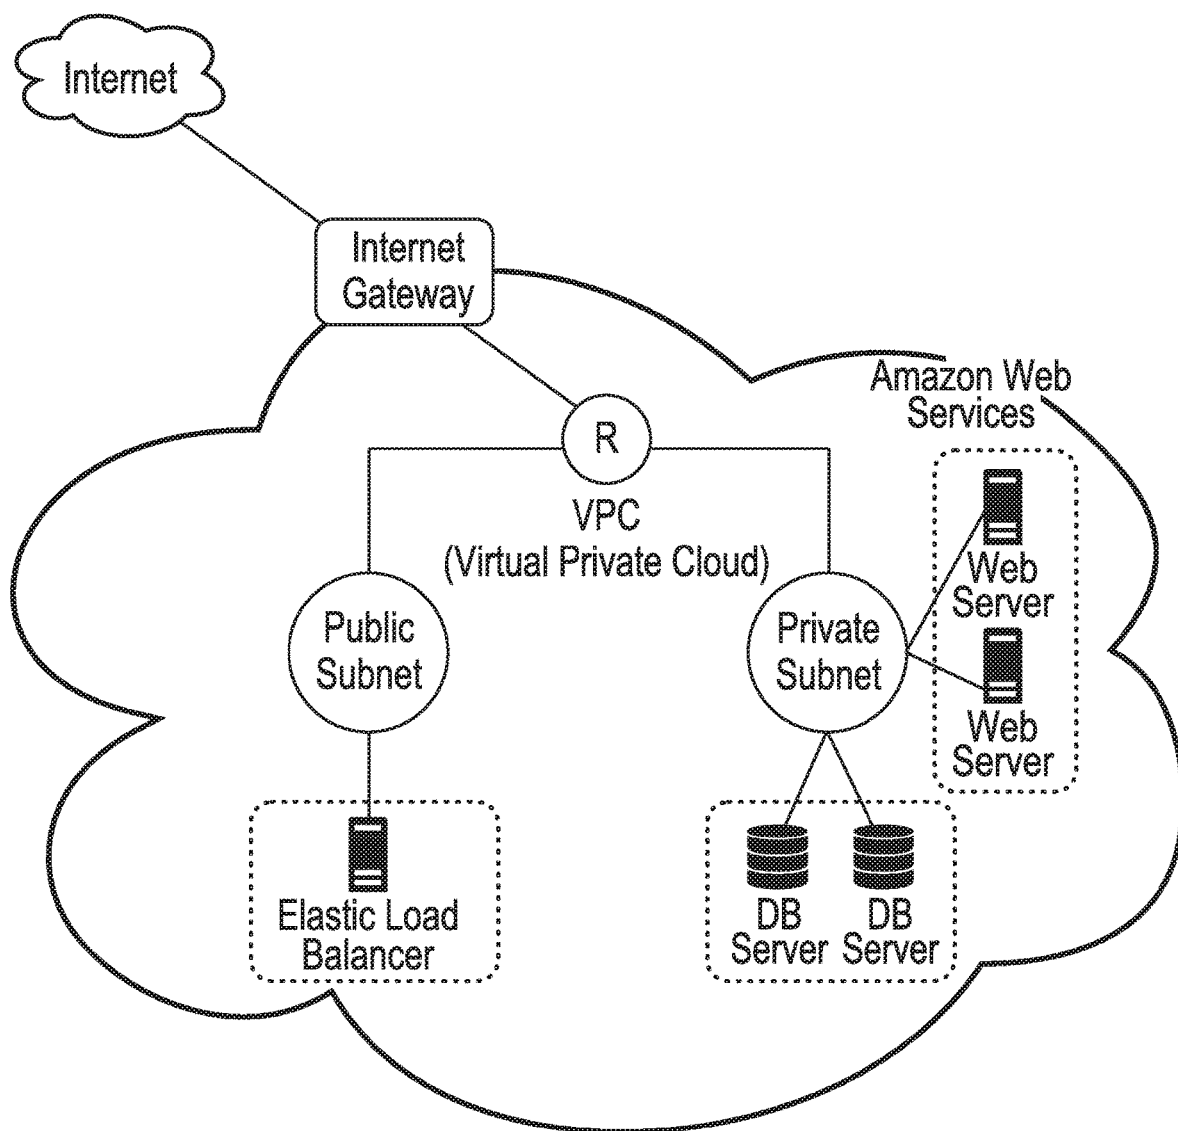 Internet
Internet
Gateway
Amazon Web
Services
R
VPC
(Virtual Private Cloud)
Public
Subnet
Private
Subnet
Web
Server
Web
Server
Elastic Load
Balancer
DB
Server
DB
Server